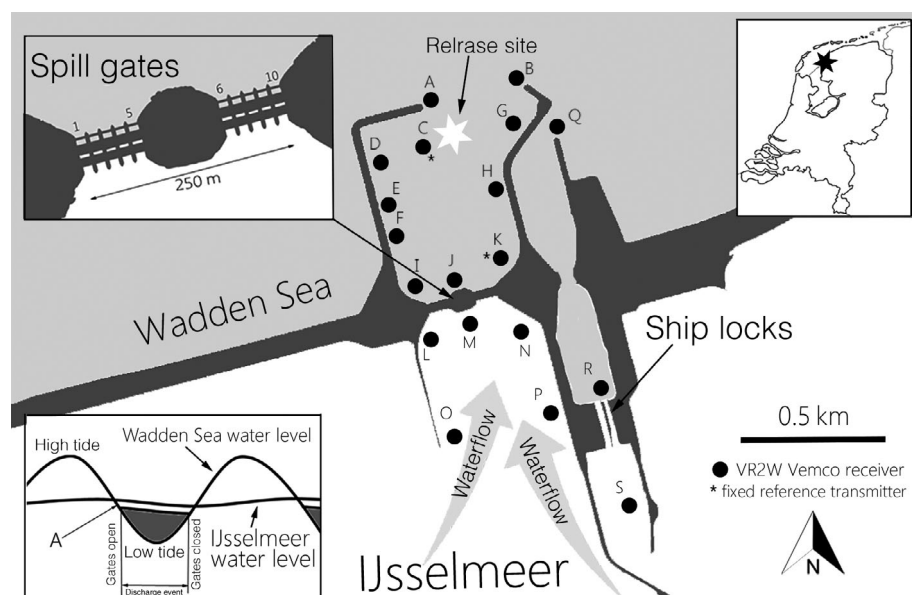 Spill gates
1
5
6
10
250 m
Relrase site
A
B
C
*
D
E
F
G
H
I
J
K
*
Q
Wadden Sea
L
M
N
O
P
R
S
Ship locks
Waterflow
Waterflow
IJsselmeer
0.5 km
VR2W Vemco receiver
* fixed reference transmitter
N
High tide
Wadden Sea water level
A
Low tide
IJsselmeer
water level
Gates open
Gates closed
Discharge event